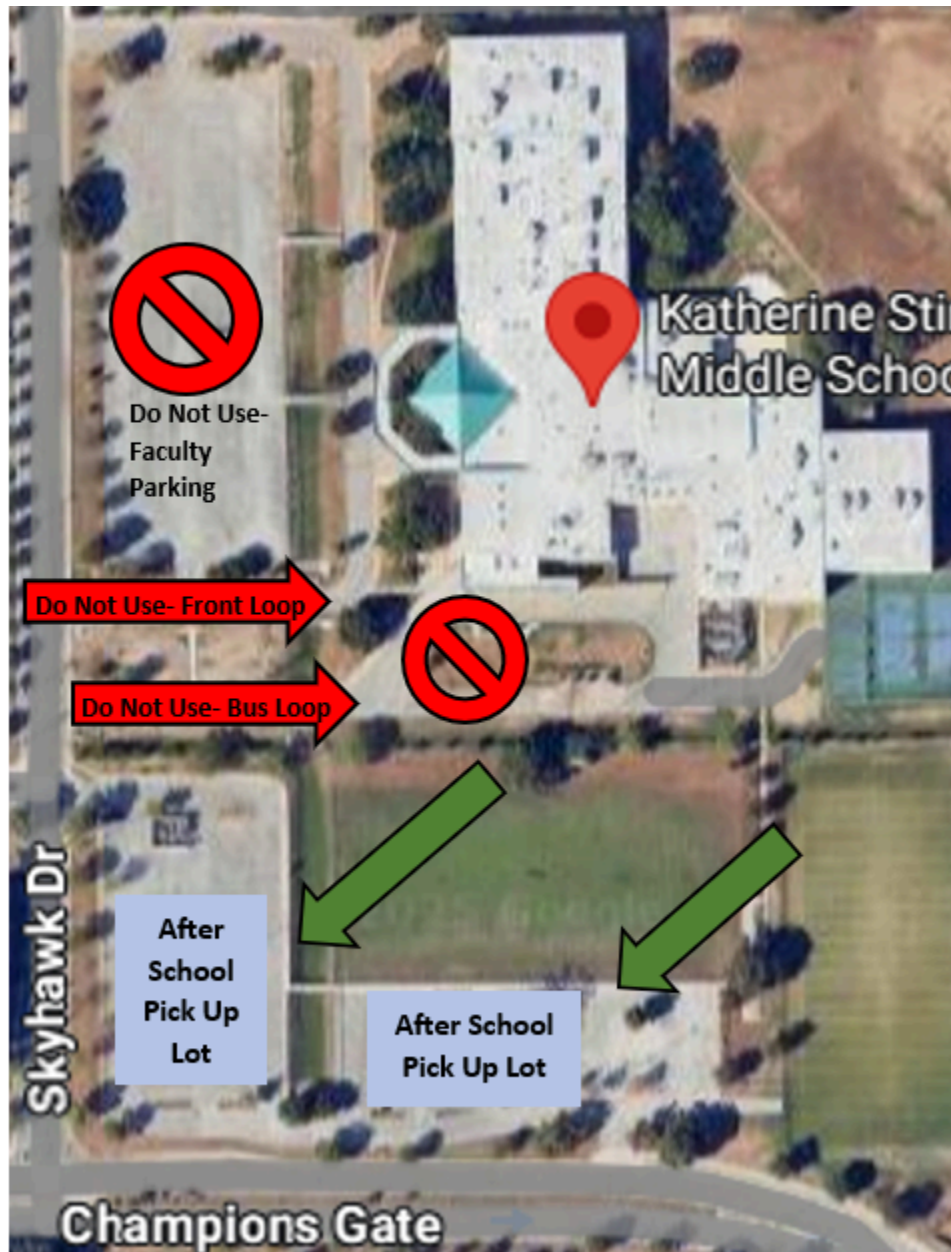 Katherine Sti
Middle Schoo
Do Not Use-
Faculty
Parking
Do Not Use- Front Loop
Do Not Use- Bus Loop
Skyhawk Dr
After
School
Pick Up
Lot
After School
Pick Up Lot
Champions Gate